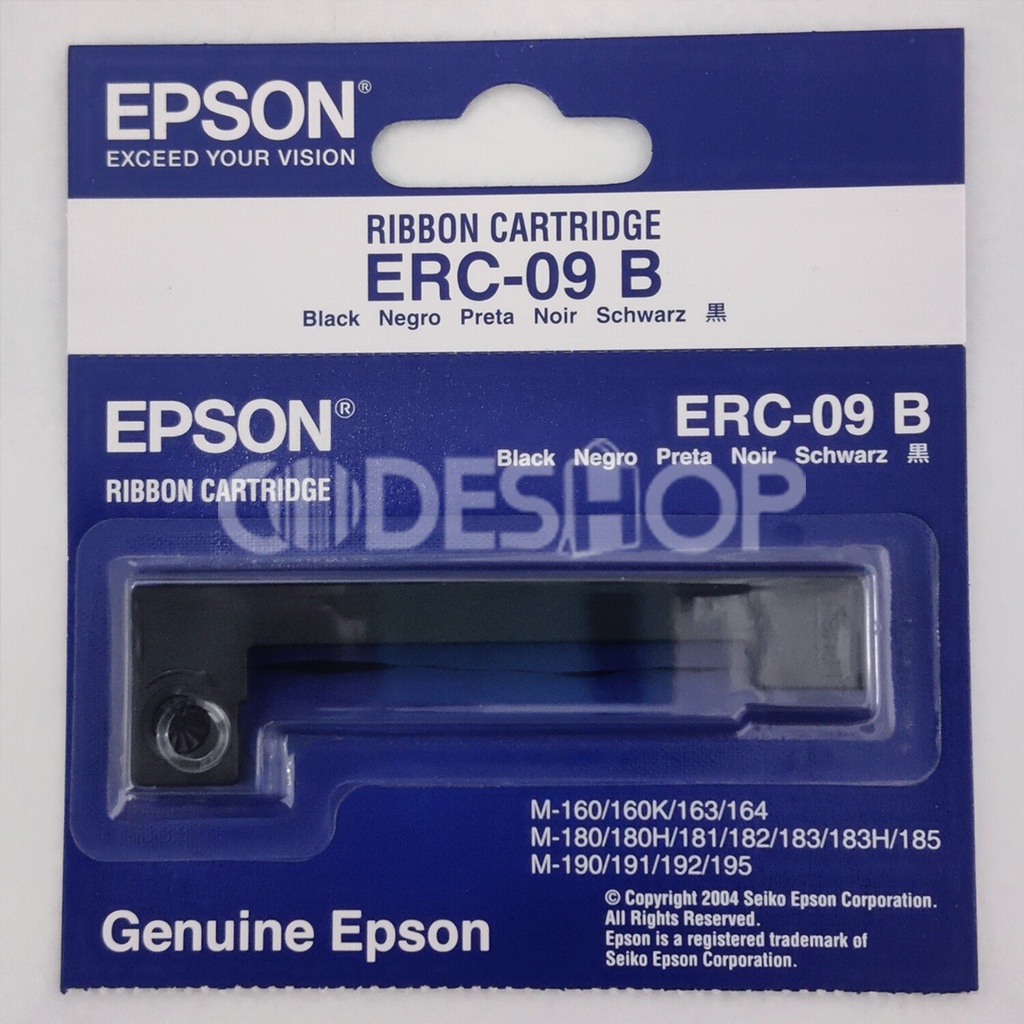 EPSON®
EXCEED YOUR VISION
RIBBON CARTRIDGE
ERC-09 B
Black Negro Preta Noir Schwarz 黒
EPSON®
RIBBON CARTRIDGE
ERC-09 B
Black Negro Preta Noir Schwarz 黒
CODESHOP
M-160/160K/163/164
M-180/180H/181/182/183/183H/185
M-190/191/192/195
© Copyright 2004 Seiko Epson Corporation.
All Rights Reserved.
Epson is a registered trademark of
Seiko Epson Corporation.
Genuine Epson